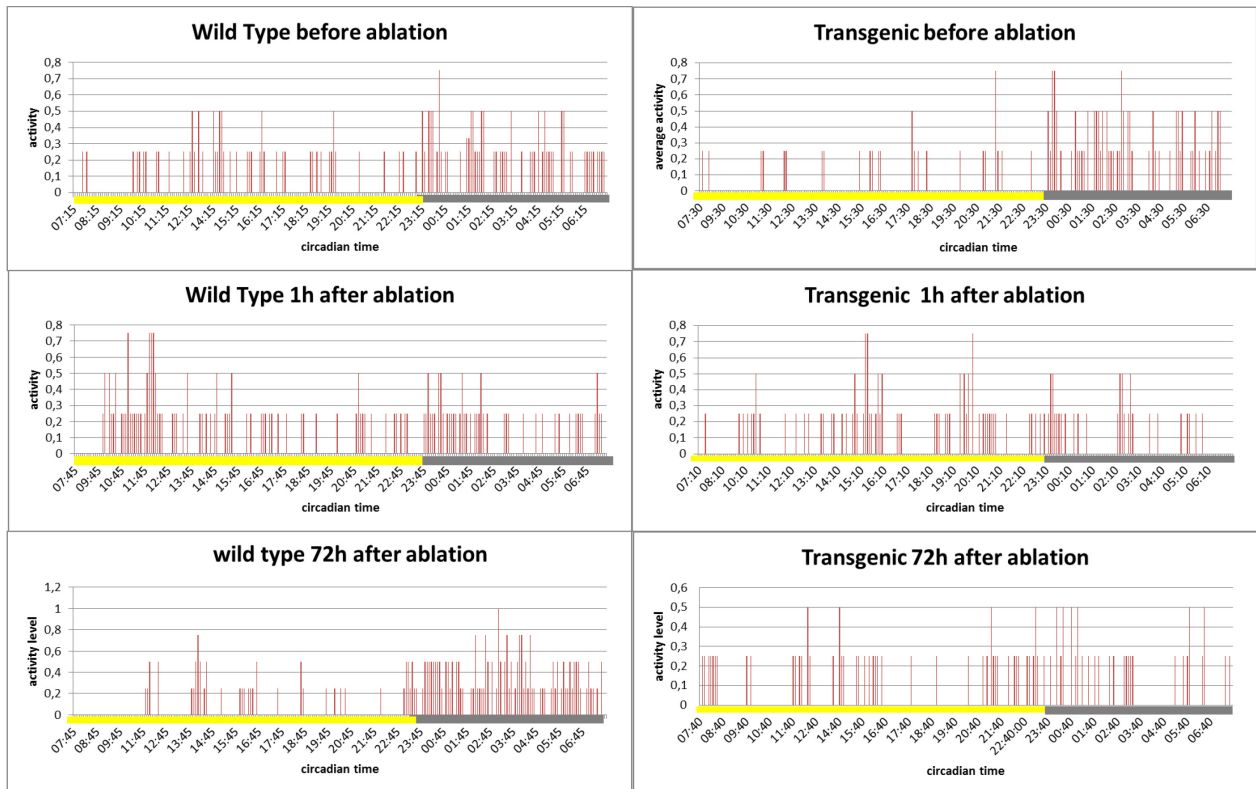 Wild Type before ablation
0,8
0,7
0,6
0,5
0,4
0,3
0,2
0,1
0
activity
07:15 08:15 09:15 10:15 11:15 12:15 13:15 14:15 15:15 16:15 17:15 18:15 19:15 20:15 21:15 22:15 23:15 00:15 01:15 02:15 03:15 04:15 05:15 06:15
circadian time
Transgenic before ablation
0,8
0,7
0,6
0,5
0,4
0,3
0,2
0,1
0
average activity
07:30 09:30 10:30 11:30 12:30 13:30 14:30 15:30 16:30 17:30 18:30 19:30 20:30 21:30 22:30 23:30 00:30 01:30 02:30 03:30 04:30 05:30 06:30
circadian time
Wild Type 1h after ablation
0,8
0,7
0,6
0,5
0,4
0,3
0,2
0,1
0
activity
07:45 09:45 10:45 11:45 12:45 13:45 14:45 15:45 16:45 17:45 18:45 19:45 20:45 21:45 22:45 23:45 00:45 01:45 02:45 03:45 04:45 05:45 06:45
circadian time
Transgenic 1h after ablation
0,8
0,7
0,6
0,5
0,4
0,3
0,2
0,1
0
activity
07:10 08:10 10:10 11:10 12:10 13:10 14:10 15:10 16:10 17:10 18:10 19:10 20:10 21:10 22:10 23:10 00:10 01:10 02:10 03:10 04:10 05:10 06:10
circadian time
wild type 72h after ablation
1,2
1
0,8
0,6
0,4
0,2
0
activity level
07:45 08:45 09:45 11:45 12:45 13:45 14:45 15:45 16:45 17:45 18:45 19:45 20:45 21:45 22:45 23:45 00:45 01:45 02:45 03:45 04:45 05:45 06:45
circadian time
Transgenic 72h after ablation
0,6
0,5
0,4
0,3
0,2
0,1
0
activity level
07:40 08:40 09:40 10:40 11:40 12:40 13:40 14:40 15:40 16:40 17:40 18:40 19:40 20:40 21:40 22:40:00 23:40 00:40 01:40 02:40 03:40 04:40 05:40 06:40
circadian time